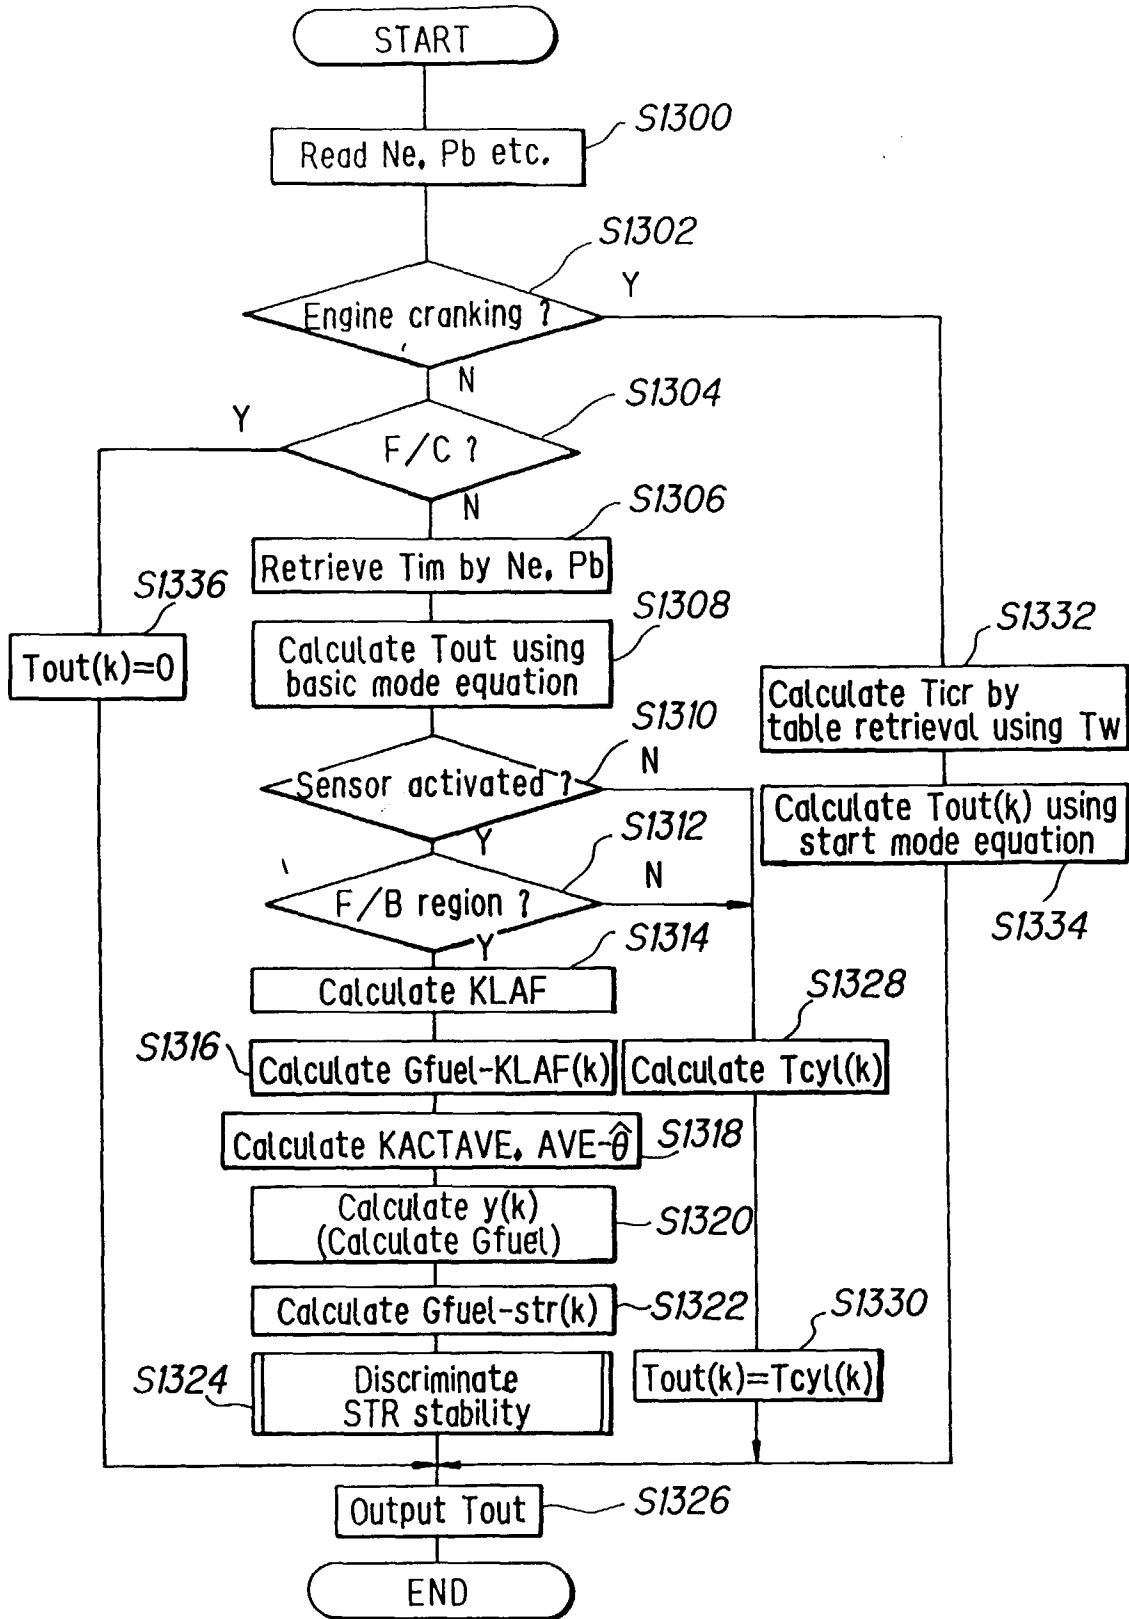 START
S1300
Read Ne, Pb etc.
S1302
Engine cranking ?
Y
N
S1304
Y
F/C ?
N
S1306
Retrieve Tim by Ne, Pb
S1336
Tout(k)=0
S1308
Calculate Tout using
basic mode equation
S1332
Calculate Ticr by
table retrieval using Tw
S1310
Sensor activated ?
N
Y
Calculate Tout(k) using
start mode equation
S1334
S1312
F/B region ?
N
Y
S1314
Calculate KLAF
S1328
S1316
Calculate Gfuel-KLAF(k)
Calculate Tcyl(k)
Calculate KACTAVE, AVE-θ̂
S1318
Calculate y(k)
(Calculate Gfuel)
S1320
Calculate Gfuel-str(k)
S1322
S1330
Tout(k)=Tcyl(k)
S1324
Discriminate
STR stability
S1326
Output Tout
END